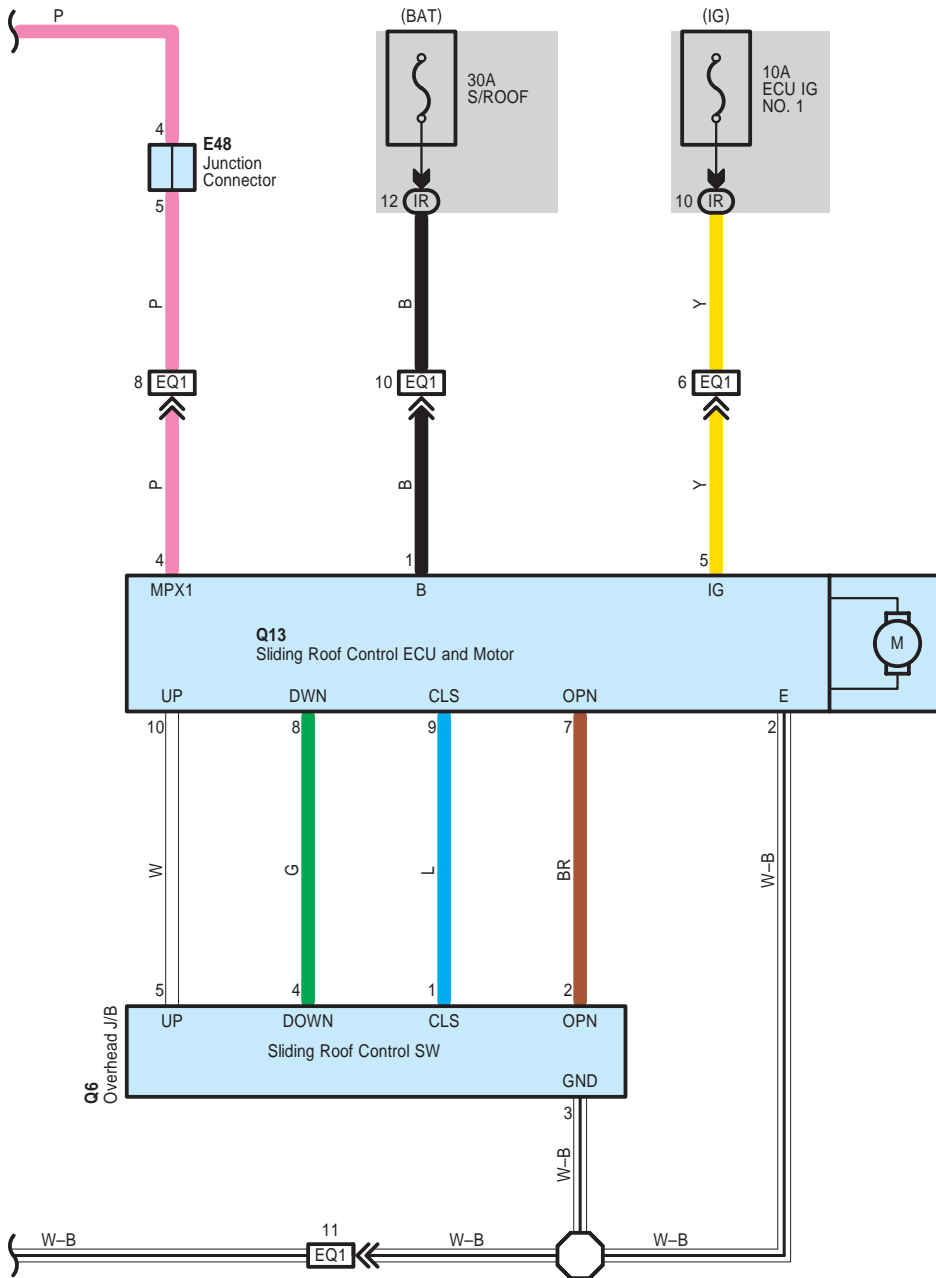 P
(BAT)
(IG)
30A
S/ROOF
10A
ECU IG
NO. 1
4
E48
Junction
Connector
5
12 IR
10 IR
P
B
Y
8 EQ1
10 EQ1
6 EQ1
P
B
Y
4
1
5
MPX1
B
IG
Q13
Sliding Roof Control ECU and Motor
M
UP
DWN
CLS
OPN
E
10
8
9
7
2
W
G
L
BR
W–B
5
4
1
2
UP
DOWN
CLS
OPN
Sliding Roof Control SW
Q6
Overhead J/B
GND
3
W–B
W–B
11
EQ1
W–B
W–B